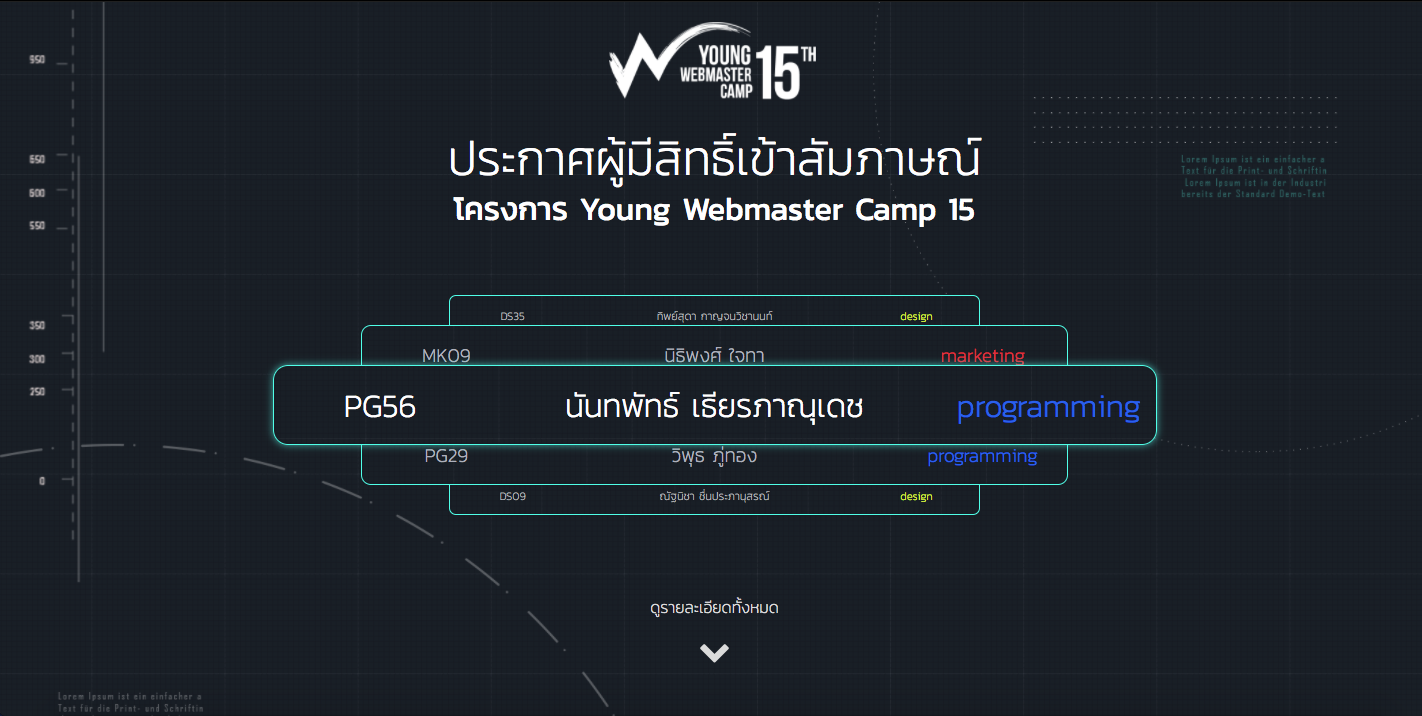 YOUNG
WEBMASTER
CAMP
15TH
ประกาศผู้มีสิทธิ์เข้าสัมภาษณ์
โครงการ Young Webmaster Camp 15
950
650
600
550
350
300
250
0
Lorem Ipsum ist ein einfacher a
Text für die Print- und Schriftin
Lorem Ipsum ist in der Industri
bereits der Standard Demo-Text
DS35 ทิพย์สุดา กาญจนวิชานนท์ design
MK09 นิธิพงศ์ ใจทา marketing
PG56 นันทพัทธ์ เธียรภาณุเดช programming
PG29 วิพุธ ภู่ทอง programming
DS09 ณัฐนิชา ชื่นประภานุสรณ์ design
ดูรายละเอียดทั้งหมด
Lorem Ipsum ist ein einfacher a
Text für die Print- und Schriftin